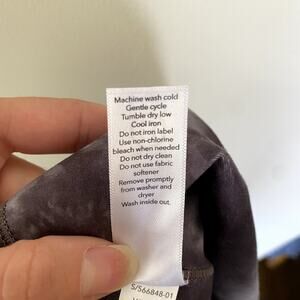 Machine wash cold
Gentle cycle
Tumble dry low
Cool iron
Do not iron label
Use non-chlorine
bleach when needed
Do not dry clean
Do not use fabric
softener
Remove promptly
from washer and
dryer
Wash inside out.
S/566848-01